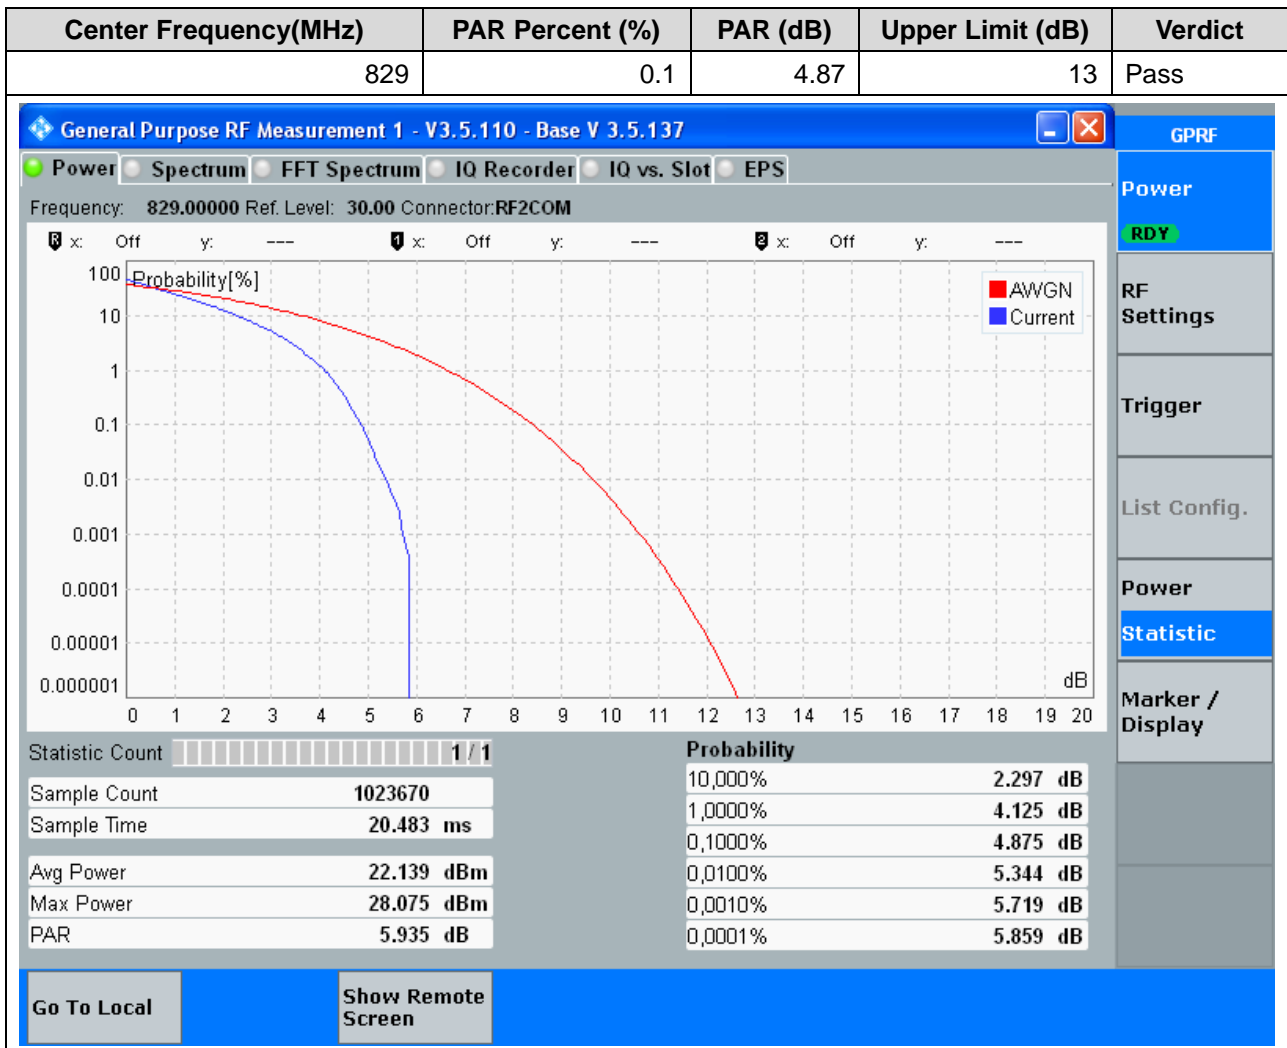 Center Frequency(MHz) PAR Percent (%) PAR (dB) Upper Limit (dB) Verdict
829 0.1 4.87 13 Pass
General Purpose RF Measurement 1 - V3.5.110 - Base V 3.5.137
GPRF
Power Spectrum FFT Spectrum IQ Recorder IQ vs. Slot EPS
Power
RDY
Frequency: 829.00000 Ref. Level: 30.00 Connector:RF2COM
R x: Off y: --- 1 x: Off y: --- 2 x: Off y: ---
Probability[%]
AWGN
Current
100
10
1
0.1
0.01
0.001
0.0001
0.00001
0.000001
dB
0 1 2 3 4 5 6 7 8 9 10 11 12 13 14 15 16 17 18 19 20
RF
Settings
Trigger
List Config.
Power
Statistic
Marker /
Display
Statistic Count 1 / 1
Sample Count 1023670
Sample Time 20.483 ms
Avg Power 22.139 dBm
Max Power 28.075 dBm
PAR 5.935 dB
Probability
10,000% 2.297 dB
1,0000% 4.125 dB
0,1000% 4.875 dB
0,0100% 5.344 dB
0,0010% 5.719 dB
0,0001% 5.859 dB
Go To Local
Show Remote
Screen